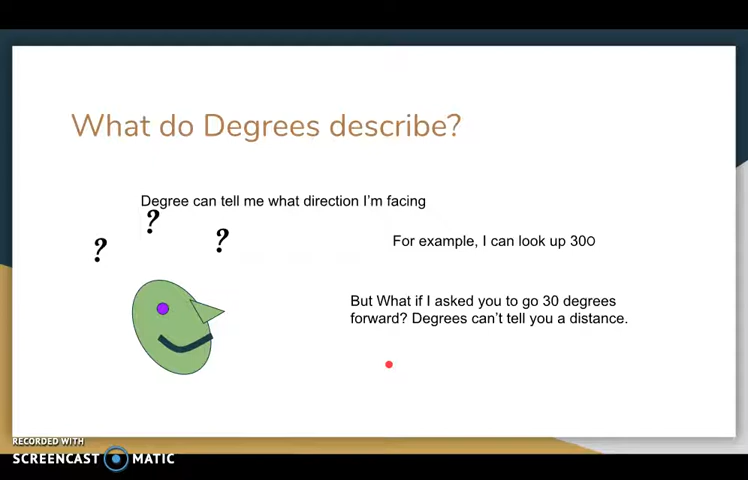 What do Degrees describe?
Degree can tell me what direction I'm facing
?
?
?
For example, I can look up 300
But What if I asked you to go 30 degrees
forward? Degrees can't tell you a distance.
RECORDED WITH
SCREENCAST MATIC